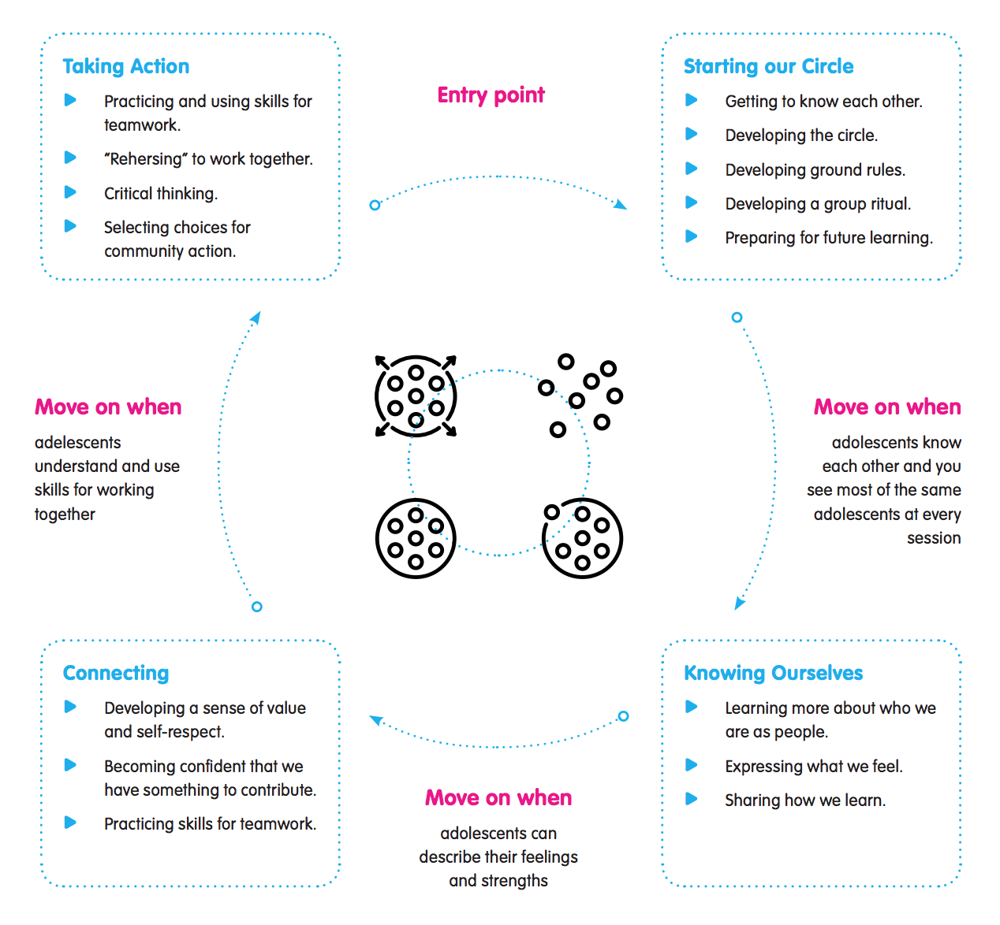 Taking Action
Practicing and using skills for
teamwork.
“Rehersing” to work together.
Critical thinking.
Selecting choices for
community action.
Entry point
Starting our Circle
Getting to know each other.
Developing the circle.
Developing ground rules.
Developing a group ritual.
Preparing for future learning.
Move on when
adelescents
understand and use
skills for working
together
Move on when
adolescents know
each other and you
see most of the same
adolescents at every
session
Connecting
Developing a sense of value
and self-respect.
Becoming confident that we
have something to contribute.
Practicing skills for teamwork.
Move on when
adolescents can
describe their feelings
and strengths
Knowing Ourselves
Learning more about who we
are as people.
Expressing what we feel.
Sharing how we learn.